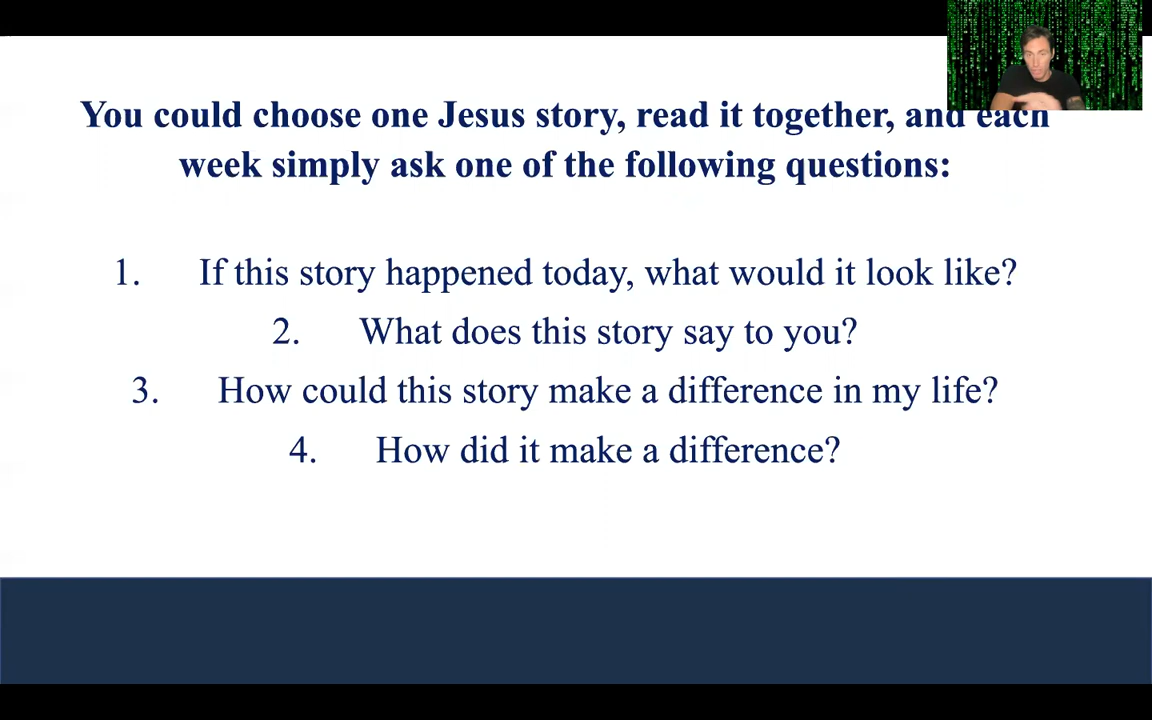 You could choose one Jesus story, read it together, and each
week simply ask one of the following questions:
1. If this story happened today, what would it look like?
2. What does this story say to you?
3. How could this story make a difference in my life?
4. How did it make a difference?